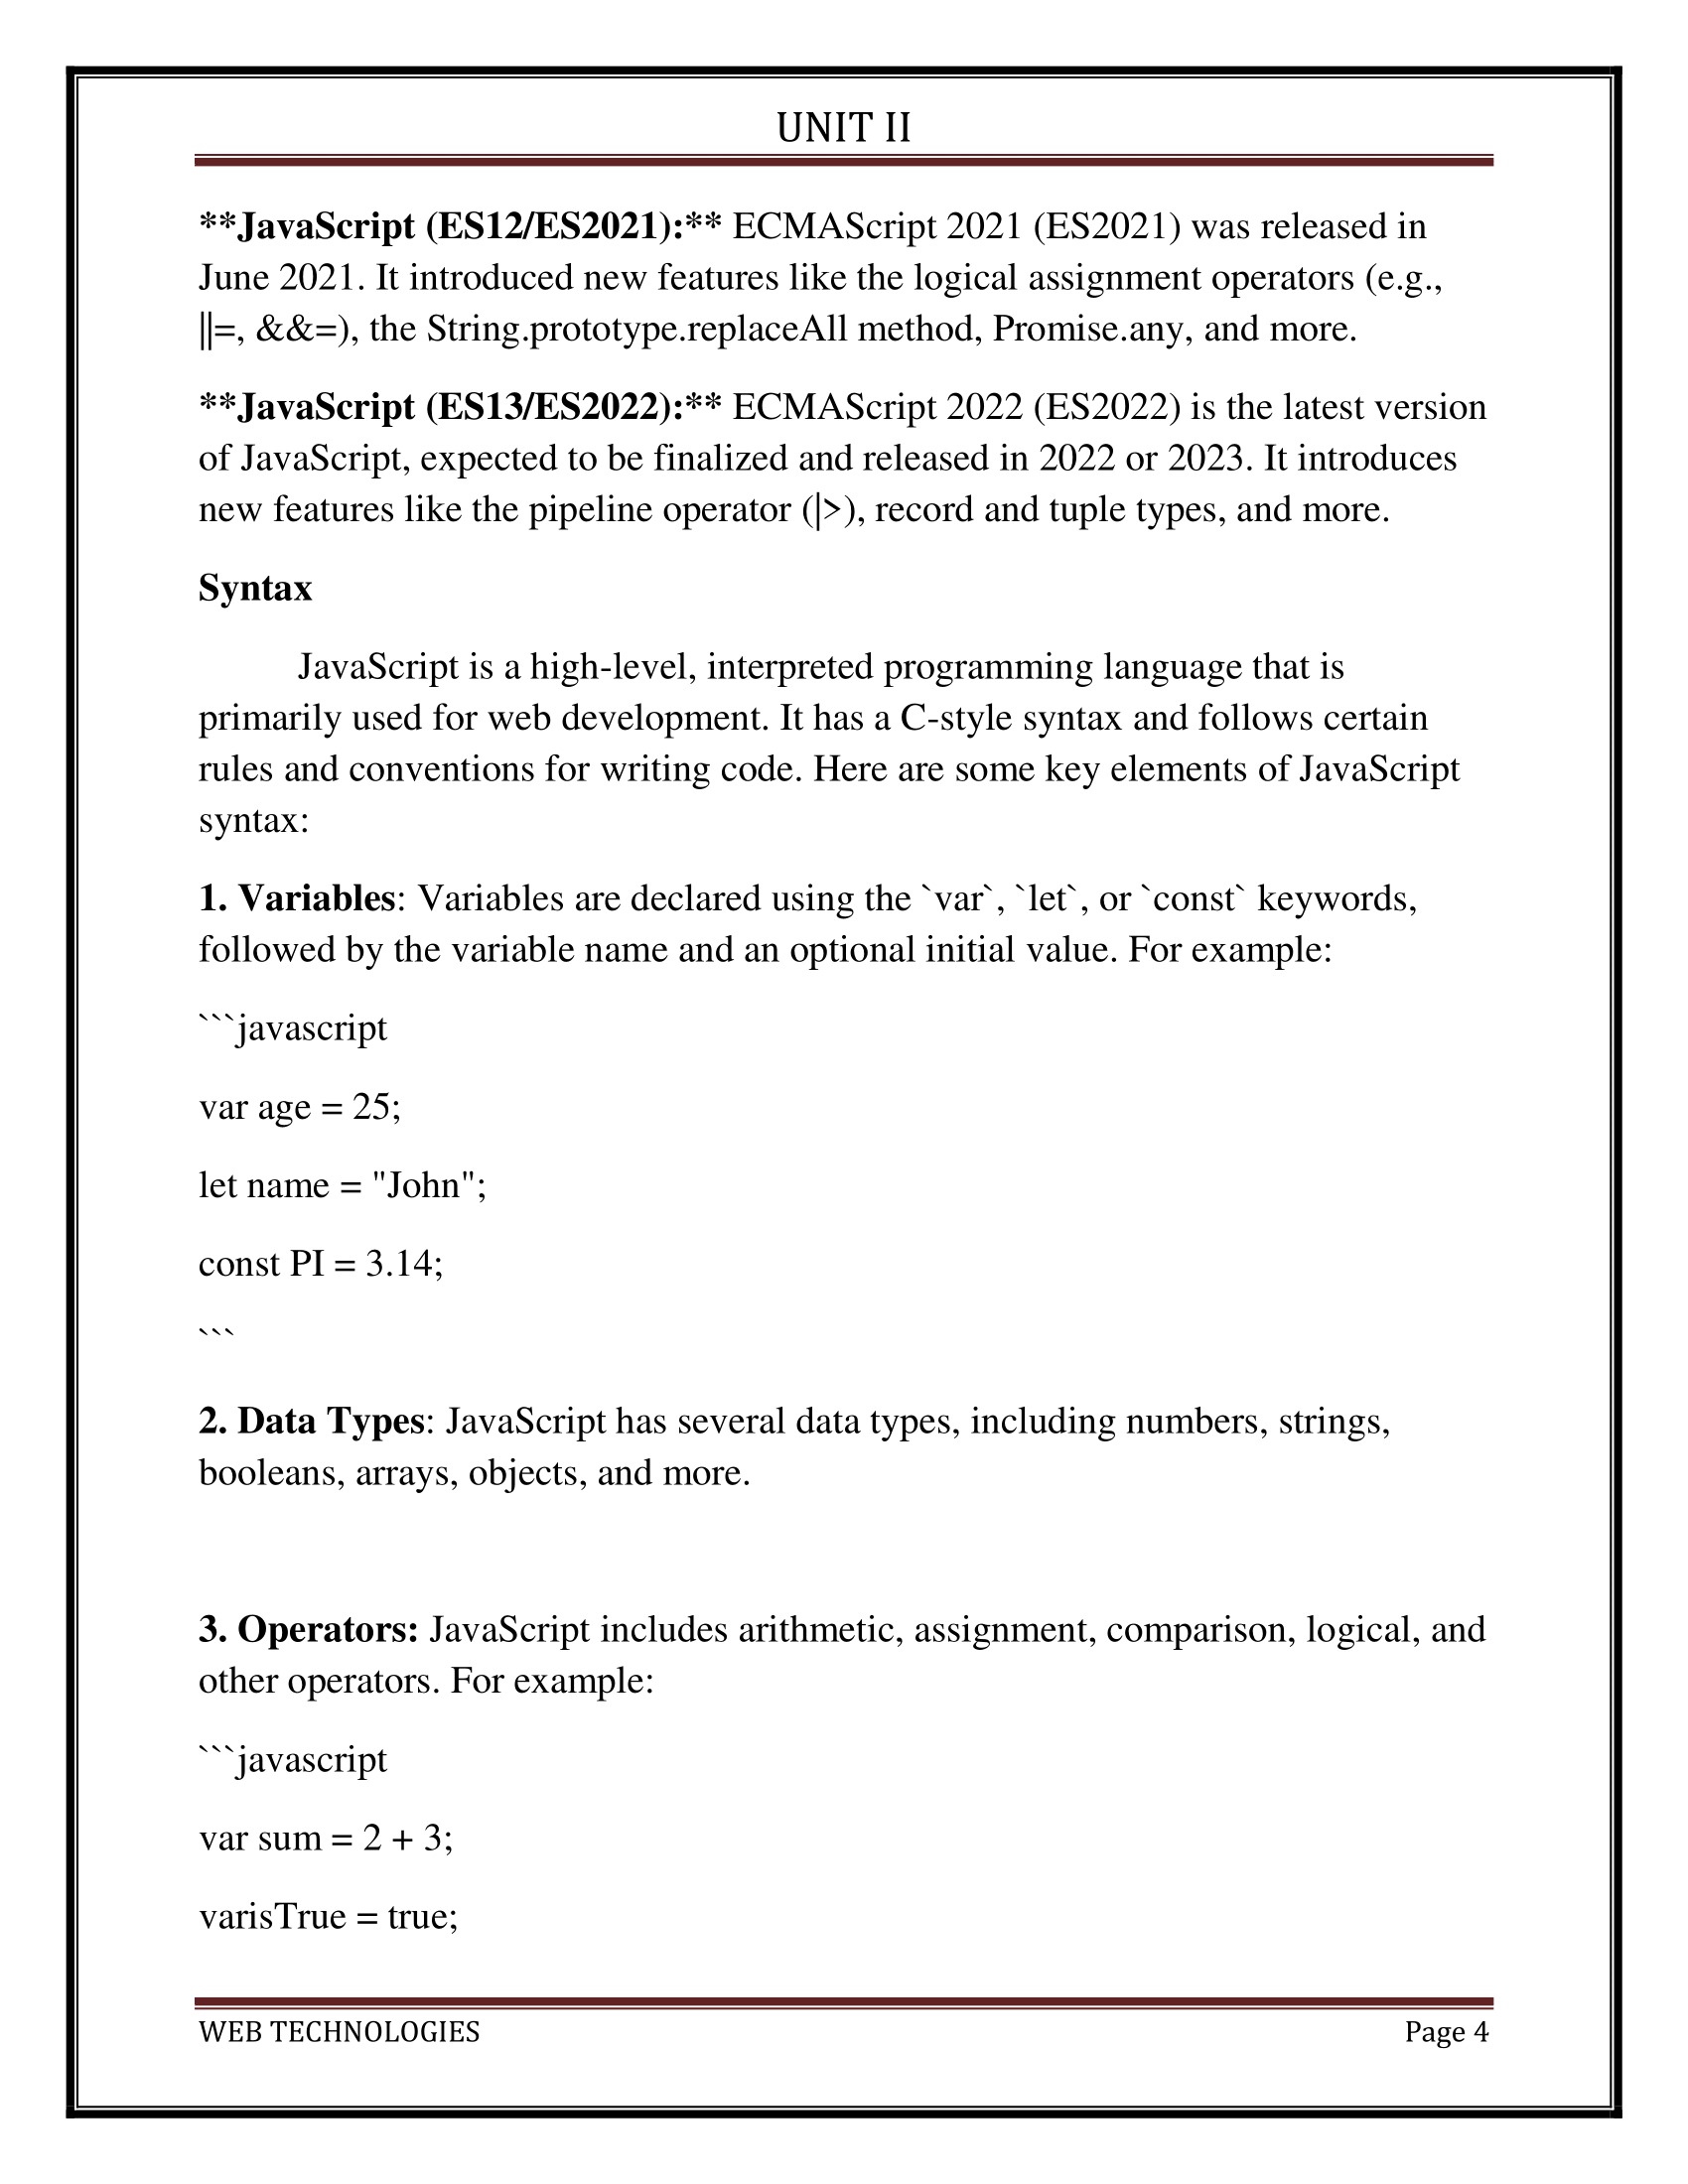 UNIT II
**JavaScript (ES12/ES2021):** ECMAScript 2021 (ES2021) was released in
June 2021. It introduced new features like the logical assignment operators (e.g.,
||=, &&=), the String.prototype.replaceAll method, Promise.any, and more.
**JavaScript (ES13/ES2022):** ECMAScript 2022 (ES2022) is the latest version
of JavaScript, expected to be finalized and released in 2022 or 2023. It introduces
new features like the pipeline operator (|>), record and tuple types, and more.
Syntax
JavaScript is a high-level, interpreted programming language that is
primarily used for web development. It has a C-style syntax and follows certain
rules and conventions for writing code. Here are some key elements of JavaScript
syntax:
1. Variables: Variables are declared using the `var`, `let`, or `const` keywords,
followed by the variable name and an optional initial value. For example:
```javascript
var age = 25;
let name = "John";
const PI = 3.14;
```
2. Data Types: JavaScript has several data types, including numbers, strings,
booleans, arrays, objects, and more.
3. Operators: JavaScript includes arithmetic, assignment, comparison, logical, and
other operators. For example:
```javascript
var sum = 2 + 3;
varisTrue = true;
WEB TECHNOLOGIES
Page 4